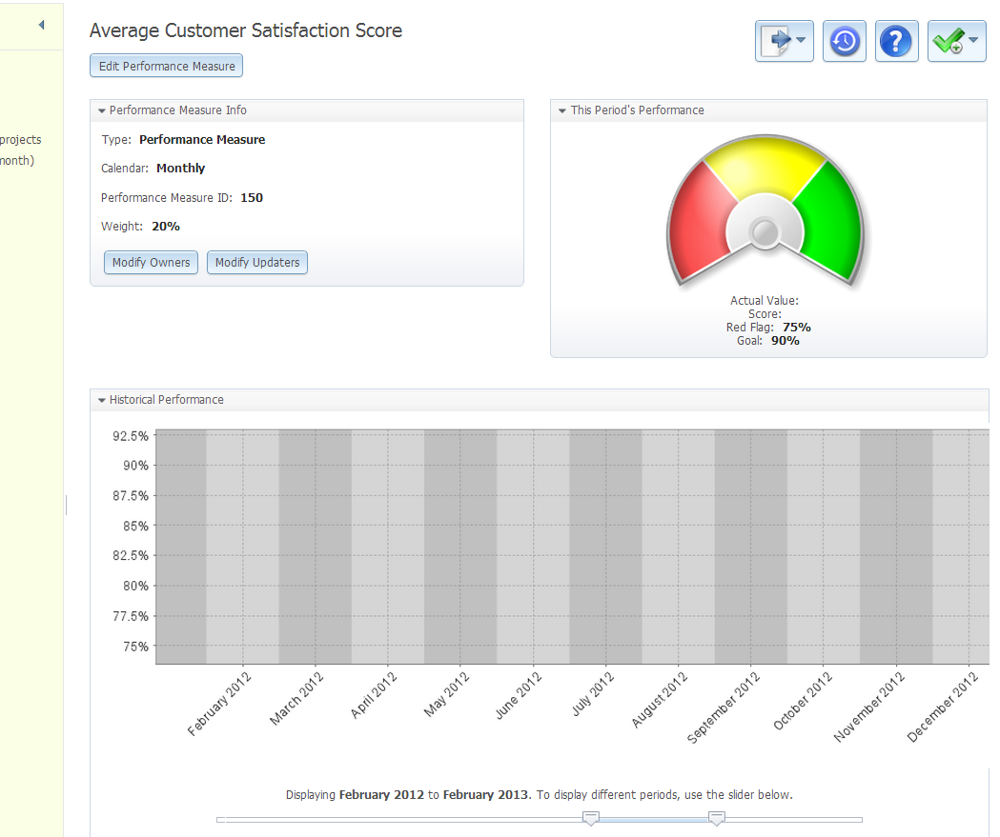 Average Customer Satisfaction Score
Edit Performance Measure
?
projects
month)
Performance Measure Info
Type: Performance Measure
Calendar: Monthly
Performance Measure ID: 150
Weight: 20%
Modify Owners
Modify Updaters
This Period's Performance
Actual Value:
Score:
Red Flag: 75%
Goal: 90%
Historical Performance
92.5%
90%
87.5%
85%
82.5%
80%
77.5%
75%
February 2012
March 2012
April 2012
May 2012
June 2012
July 2012
August 2012
September 2012
October 2012
November 2012
December 2012
Displaying February 2012 to February 2013. To display different periods, use the slider below.